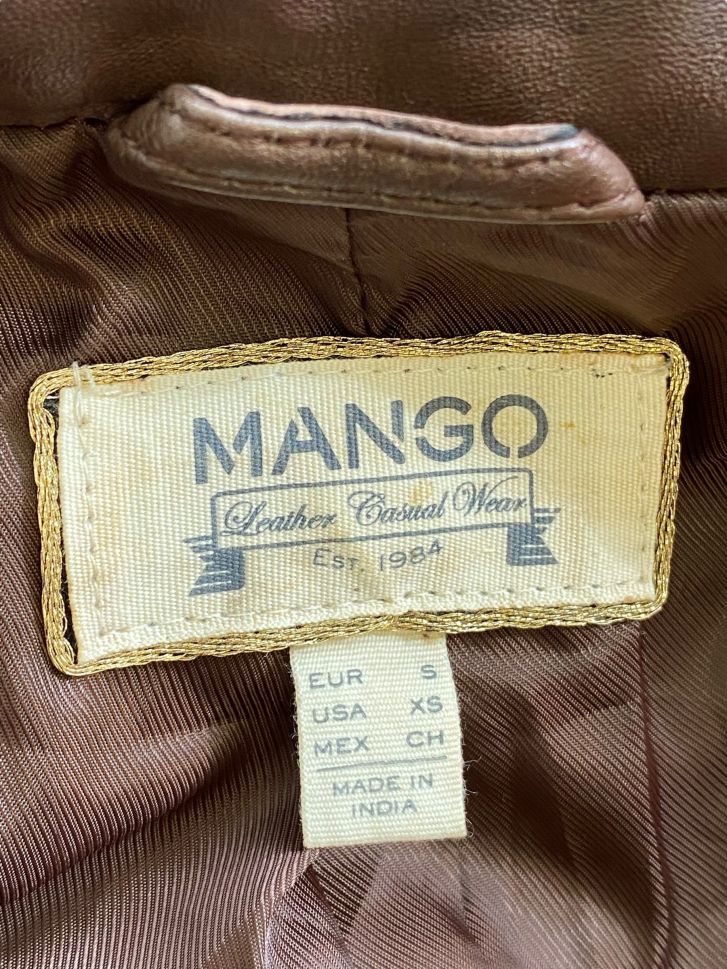 MANGO
Leather Casual Wear
EST. 1984
EUR S
USA XS
MEX CH
MADE IN
INDIA